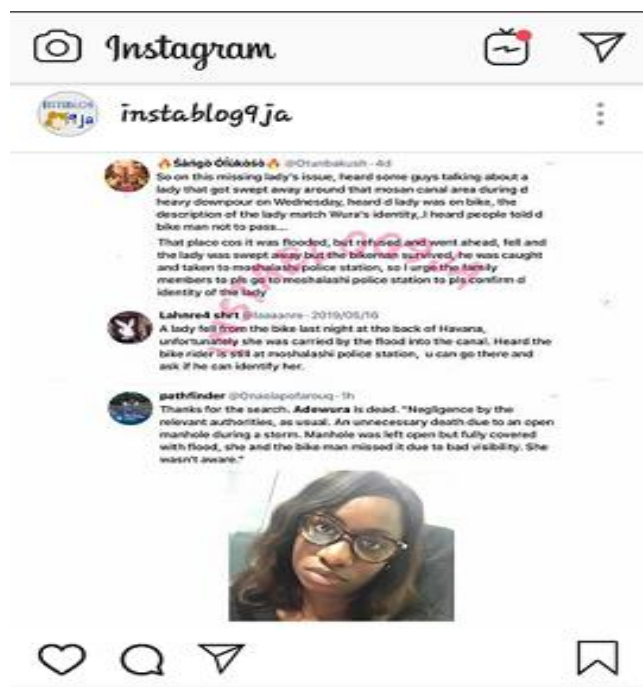 Instagram
instablog9ja
🔥Sàngó Ólúkósó🔥 @Otunbakush · 4d
So on this missing lady's issue, heard some guys talking about a
lady that got swept away around that mosan canal area during d
heavy downpour on Wednesday, heard d lady was on bike, the
description of the lady match Wura's identity,.I heard people told d
bike man not to pass....
That place cos it was flooded, but refused and went ahead, fell and
the lady was swept away but the bikeman survived, he was caught
and taken to moshalashi police station, so I urge the family
members to pls go to moshalashi police station to pls confirm d
identity of the lady
Lahnre4 shrt · 2019/05/16
A lady fell from the bike last night at the back of Havana,
unfortunately she was carried by the flood into the canal. Heard the
bike rider is still at moshalashi police station, u can go there and
ask if he can identify her.
pathfinder · 1h
Thanks for the search. Adewura is dead. "Negligence by the
relevant authorities, as usual. An unnecessary death due to an open
manhole during a storm. Manhole was left open but fully covered
with flood, she and the bike man missed it due to bad visibility. She
wasn't aware."